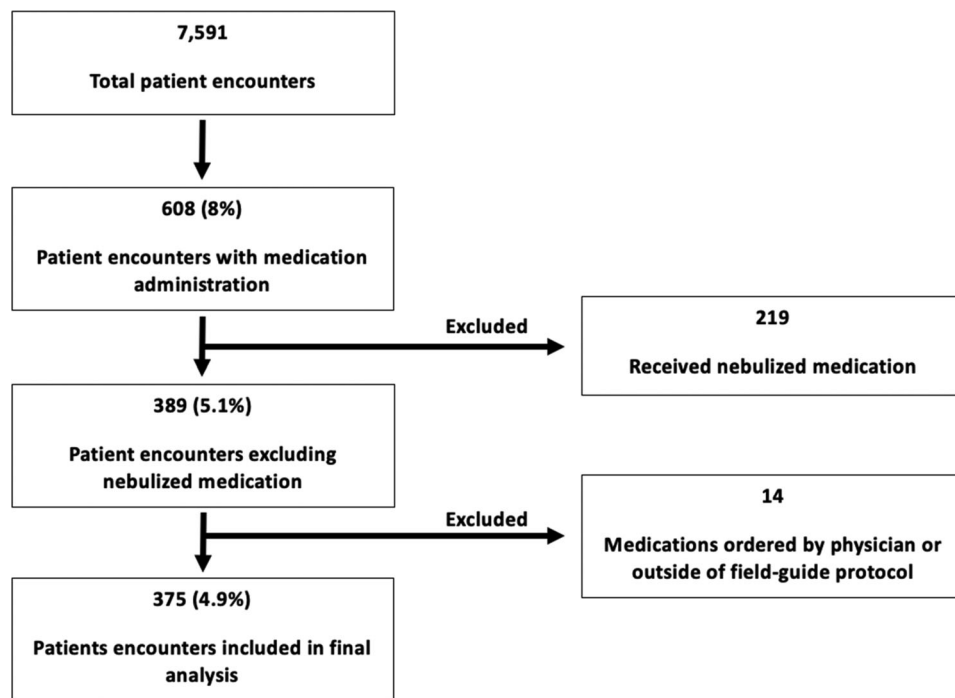 7,591
Total patient encounters
608 (8%)
Patient encounters with medication
administration
Excluded
219
Received nebulized medication
389 (5.1%)
Patient encounters excluding
nebulized medication
Excluded
14
Medications ordered by physician or
outside of field-guide protocol
375 (4.9%)
Patients encounters included in final
analysis